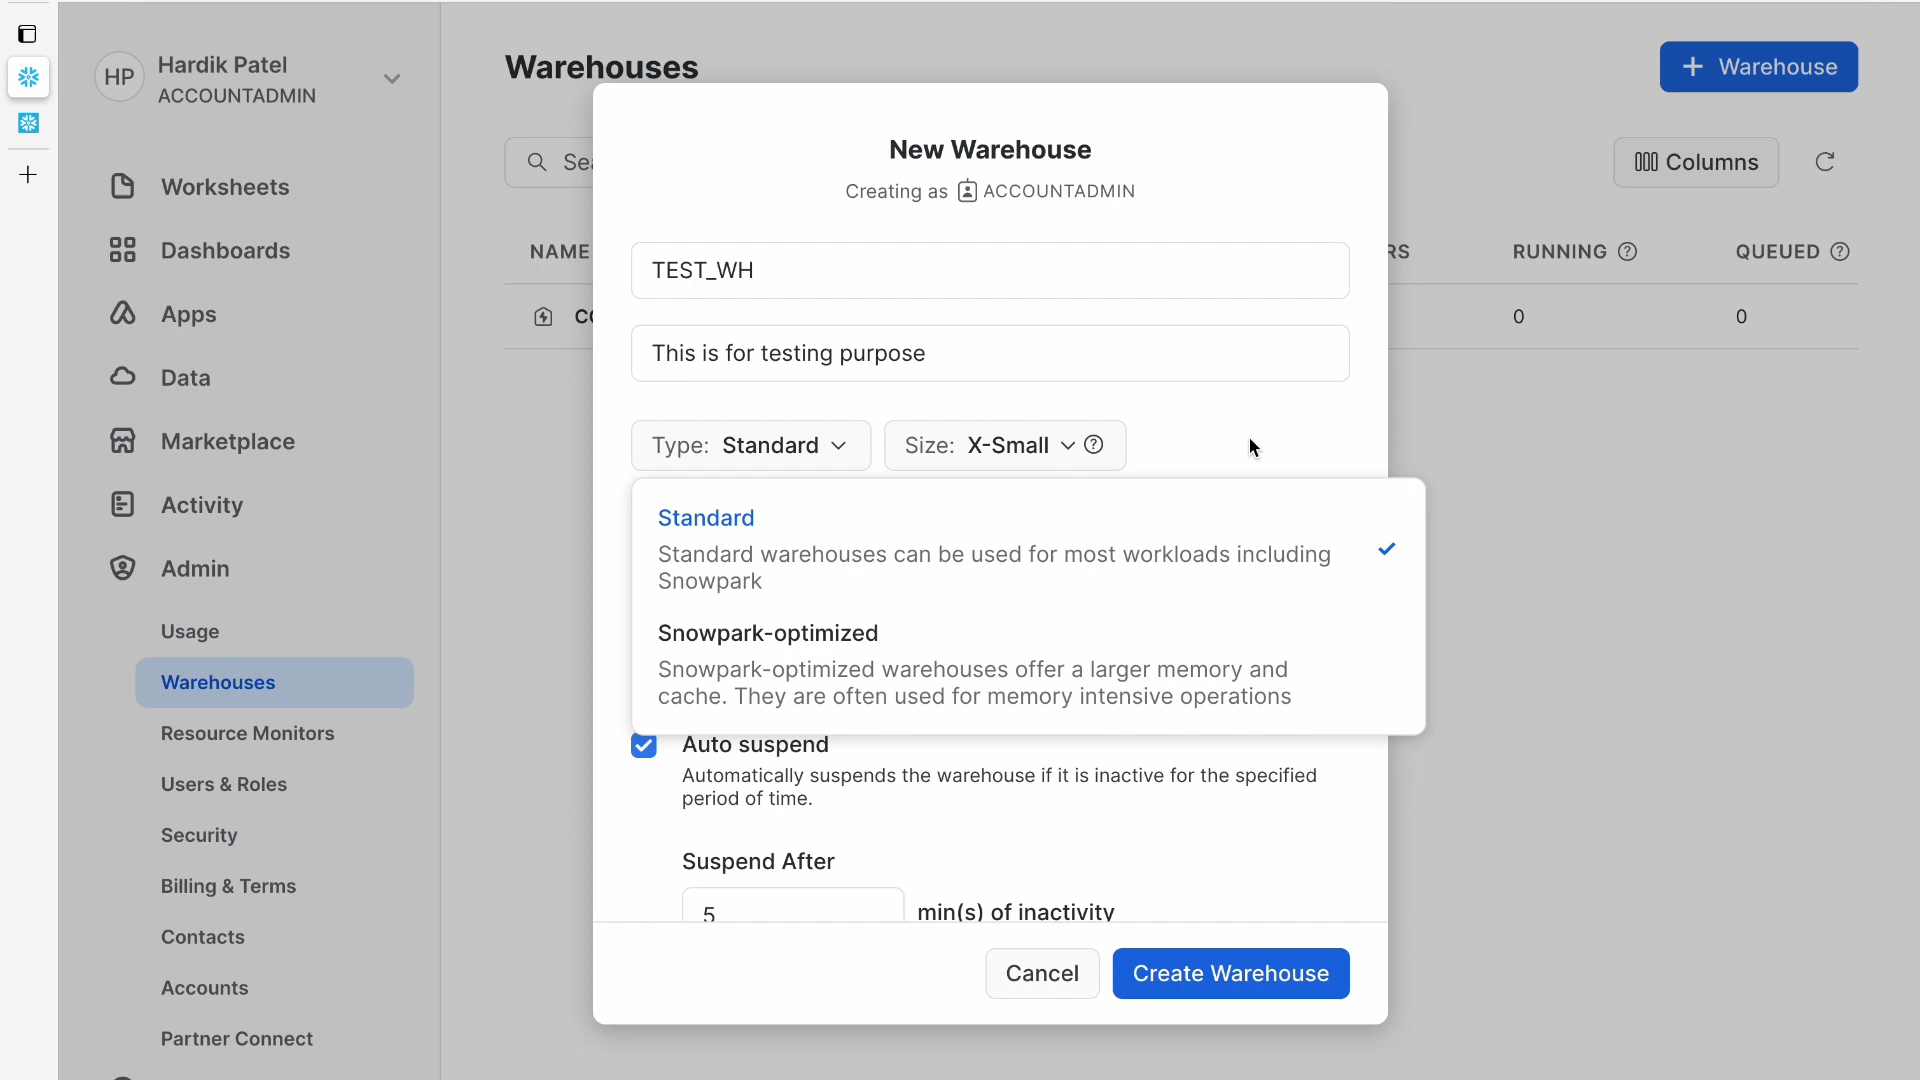 HP
Hardik Patel
ACCOUNTADMIN
Worksheets
Dashboards
Apps
Data
Marketplace
Activity
Admin
Usage
Warehouses
Resource Monitors
Users & Roles
Security
Billing & Terms
Contacts
Accounts
Partner Connect
Warehouses
+ Warehouse
Sea
Columns
NAME
RS
RUNNING
QUEUED
CO
0
0
New Warehouse
Creating as ACCOUNTADMIN
TEST_WH
This is for testing purpose
Type: Standard
Size: X-Small
Standard
Standard warehouses can be used for most workloads including
Snowpark
Snowpark-optimized
Snowpark-optimized warehouses offer a larger memory and
cache. They are often used for memory intensive operations
Auto suspend
Automatically suspends the warehouse if it is inactive for the specified
period of time.
Suspend After
5 min(s) of inactivity
Cancel
Create Warehouse